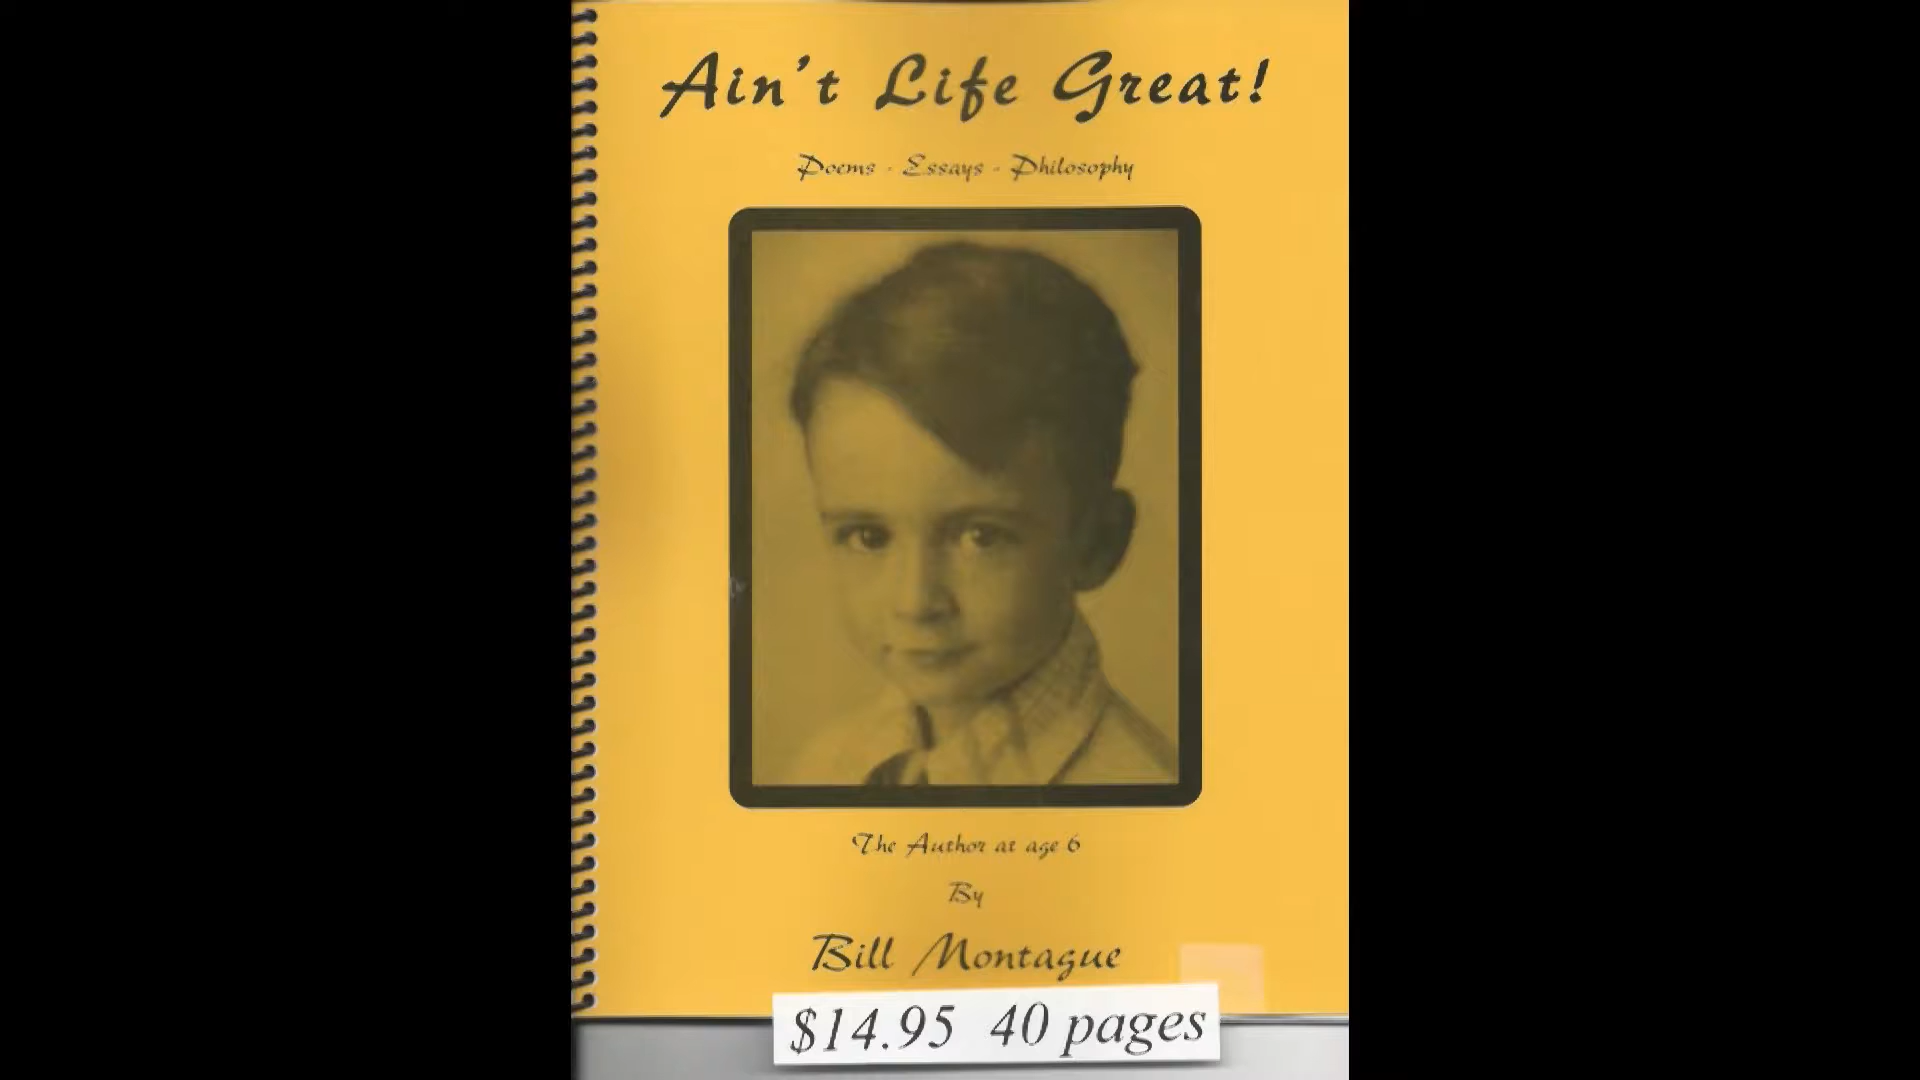 Ain't Life Great!
Poems - Essays - Philosophy
The Author at age 6
By
Bill Montague
$14.95 40 pages